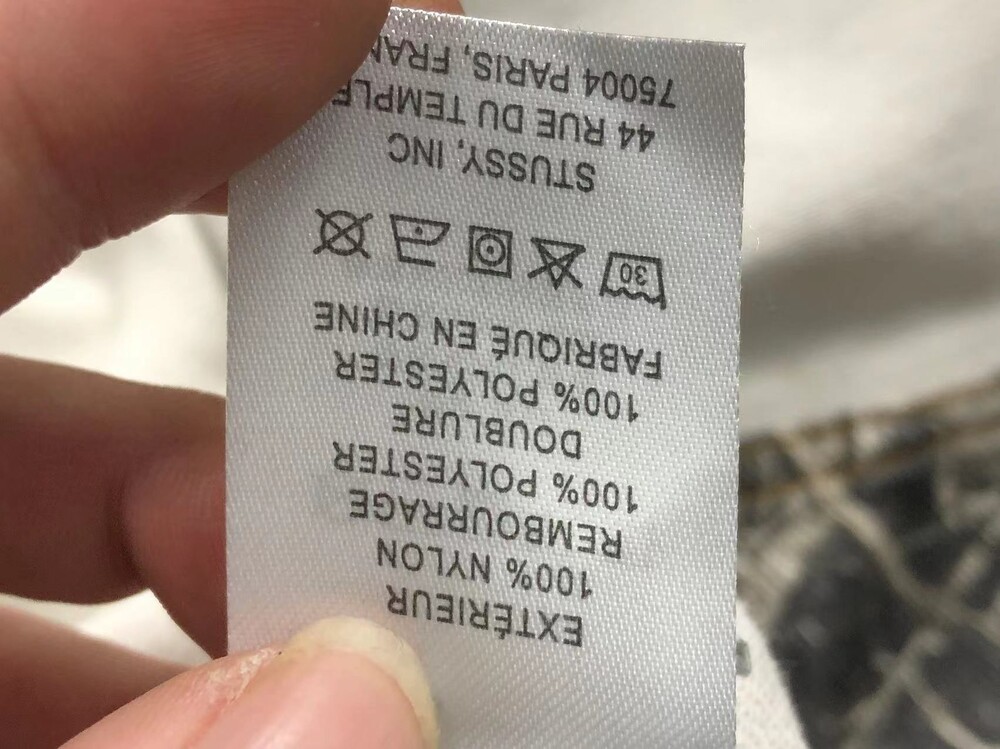 EXTÉRIEUR
100% NYLON
REMBOURRAGE
100% POLYESTER
DOUBLURE
100% POLYESTER
FABRIQUÉ EN CHINE
30
STUSSY, INC
44 RUE DU TEMPLE
75004 PARIS, FRAN